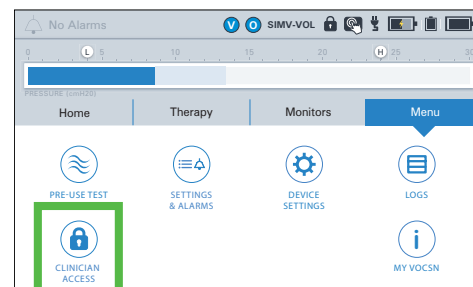 No Alarms V O SIMV-VOL
0 L 5 10 15 20 H 25 30
PRESSURE (cmH20)
Home Therapy Monitors Menu
PRE-USE TEST SETTINGS & ALARMS DEVICE SETTINGS LOGS
CLINICIAN ACCESS MY VOCSN